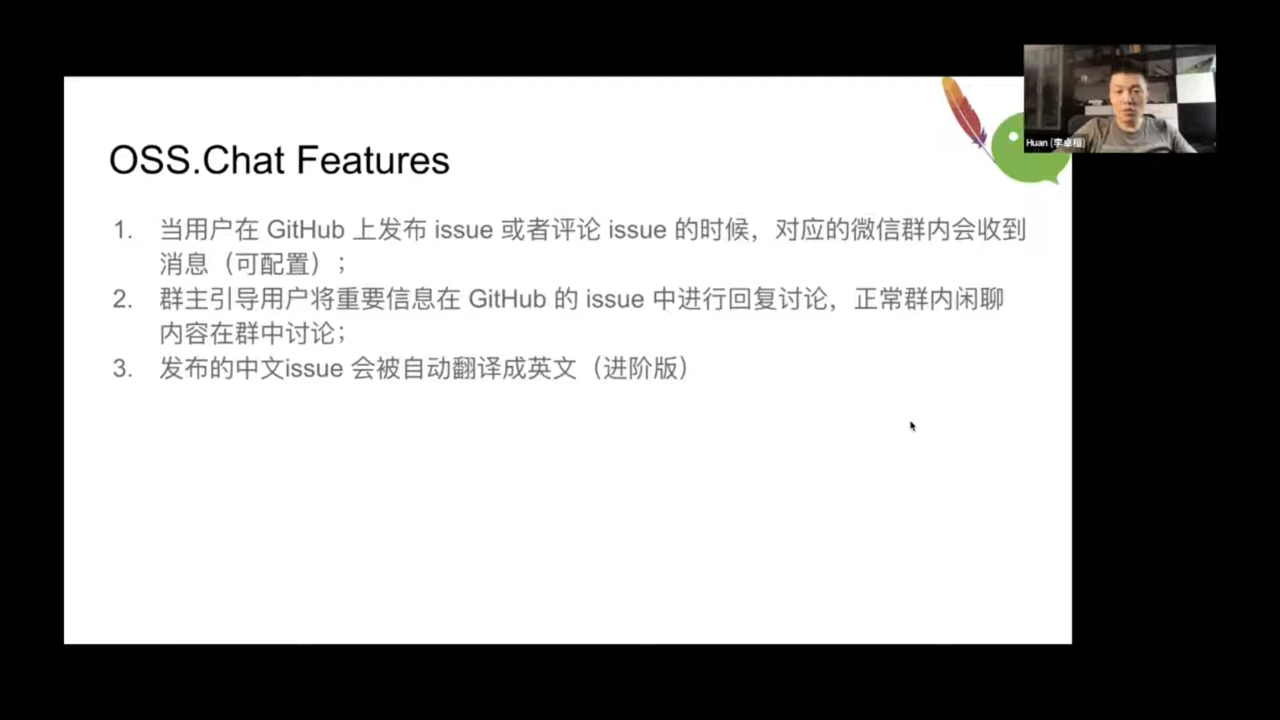 OSS.Chat Features
1. 当用户在 GitHub 上发布 issue 或者评论 issue 的时候，对应的微信群内会收到
消息（可配置）；
2. 群主引导用户将重要信息在 GitHub 的 issue 中进行回复讨论，正常群内闲聊
内容在群中讨论；
3. 发布的中文issue 会被自动翻译成英文（进阶版）
Huan (李卓桓)